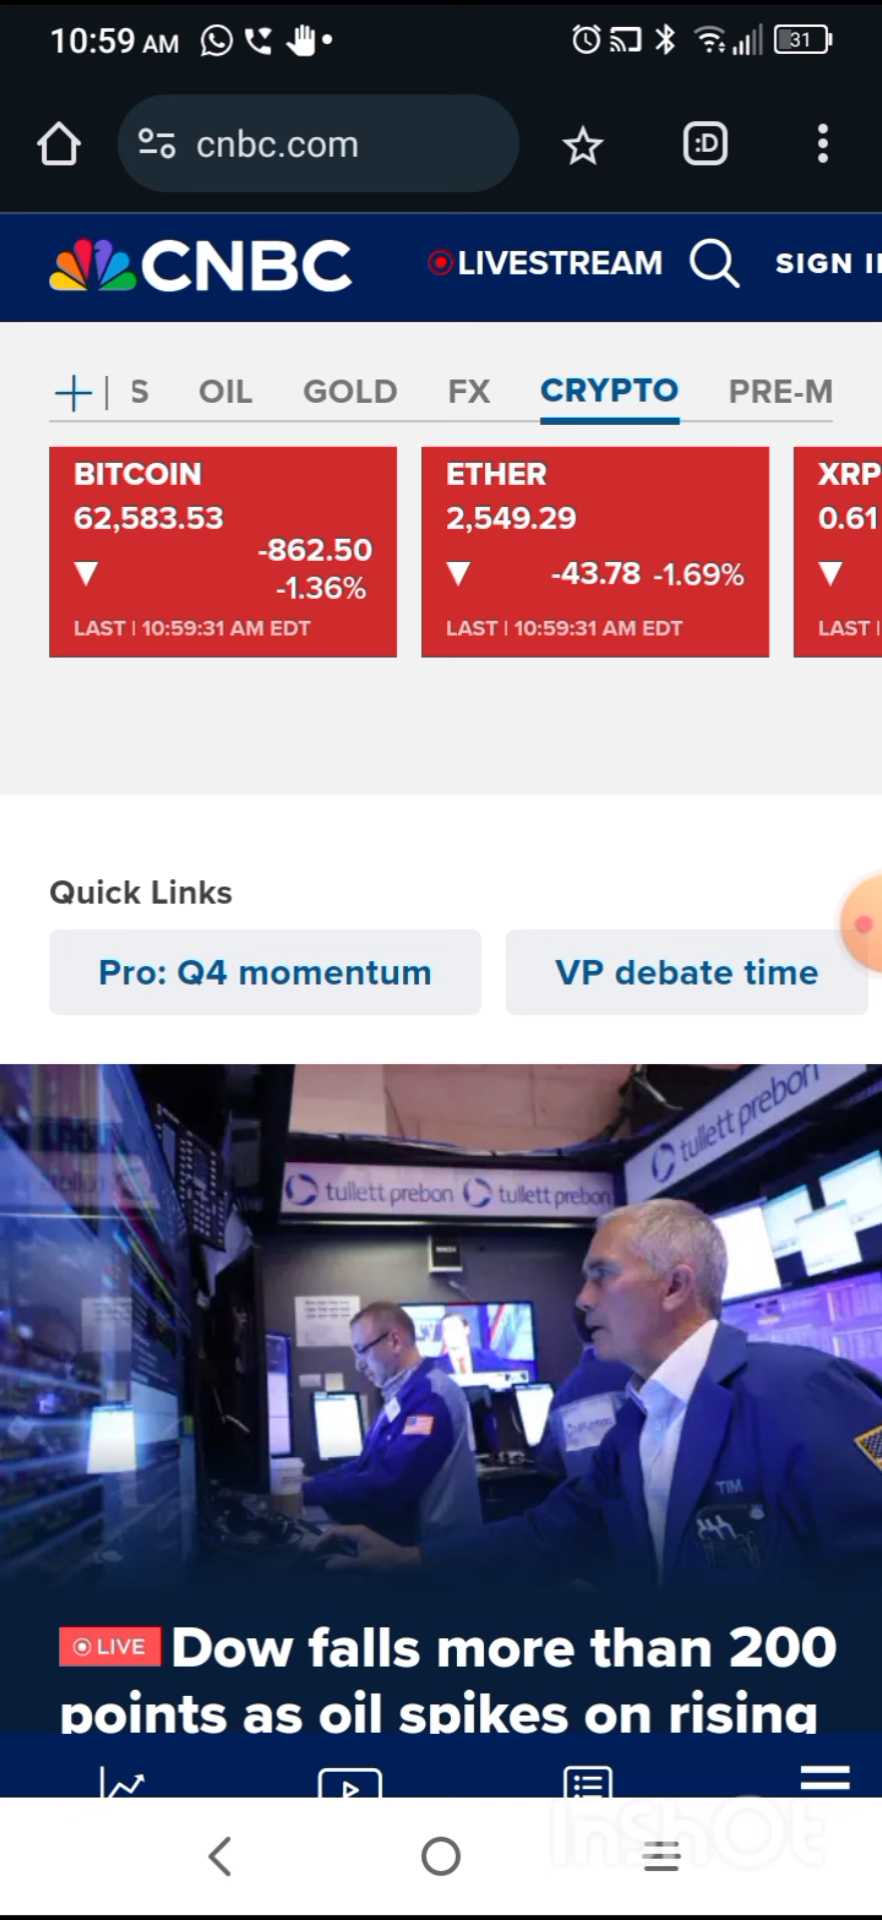 10:59 AM
31
cnbc.com
:D
CNBC
LIVESTREAM
SIGN I
S OIL GOLD FX CRYPTO PRE-M
BITCOIN
62,583.53
-862.50
-1.36%
LAST | 10:59:31 AM EDT
ETHER
2,549.29
-43.78 -1.69%
LAST | 10:59:31 AM EDT
XRP
0.61
LAST |
Quick Links
Pro: Q4 momentum
VP debate time
tullett prebon
tullett prebon tullett prebon
TIM
LIVE Dow falls more than 200
points as oil spikes on rising
InShOt